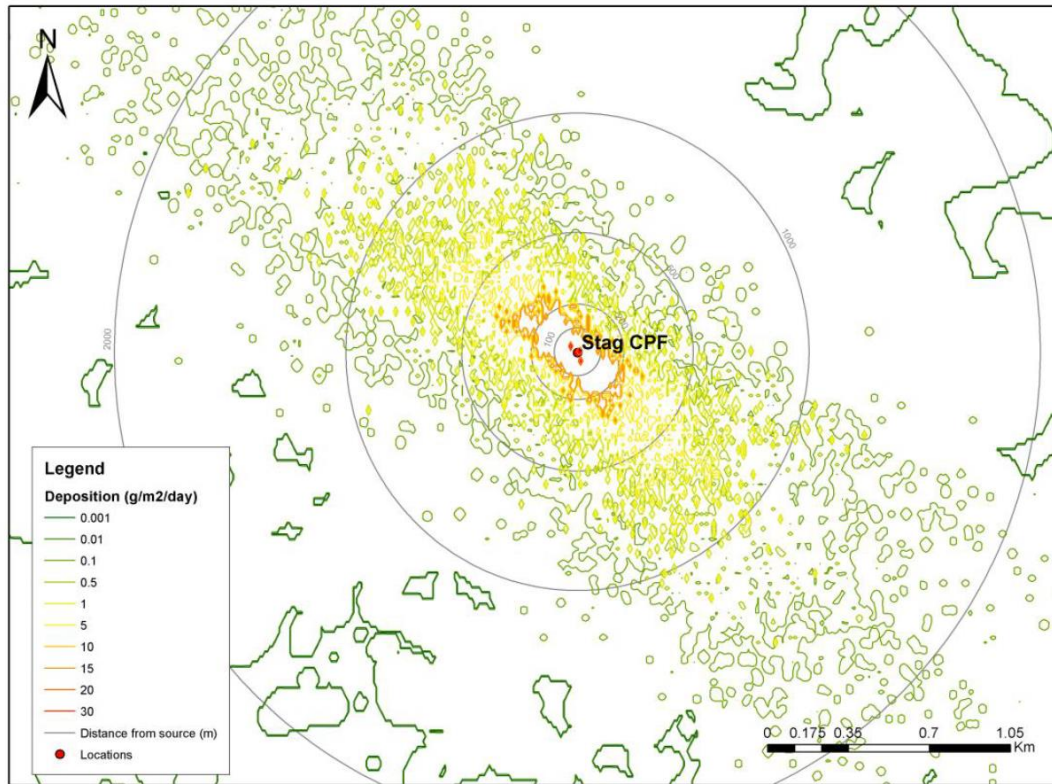 N
1000
500
200
100
2000
Stag CPF
Legend
Deposition (g/m2/day)
0.001
0.01
0.1
0.5
1
5
10
15
20
30
Distance from source (m)
Locations
0 0.175 0.35 0.7 1.05
Km